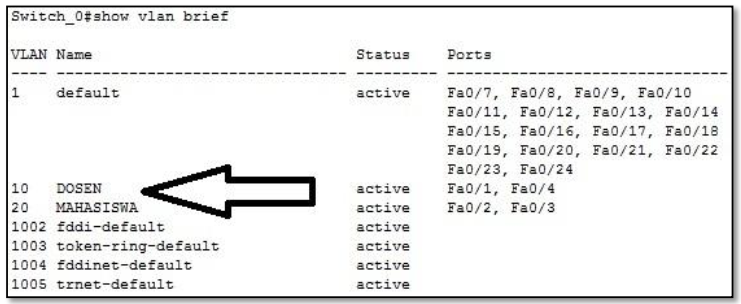 Switch_0#show vlan brief
VLAN Name Status Ports
---- -------------------------------- --------- -------------------------------
1 default active Fa0/7, Fa0/8, Fa0/9, Fa0/10
Fa0/11, Fa0/12, Fa0/13, Fa0/14
Fa0/15, Fa0/16, Fa0/17, Fa0/18
Fa0/19, Fa0/20, Fa0/21, Fa0/22
Fa0/23, Fa0/24
10 DOSEN active Fa0/1, Fa0/4
20 MAHASISWA active Fa0/2, Fa0/3
1002 fddi-default active
1003 token-ring-default active
1004 fddinet-default active
1005 trnet-default active